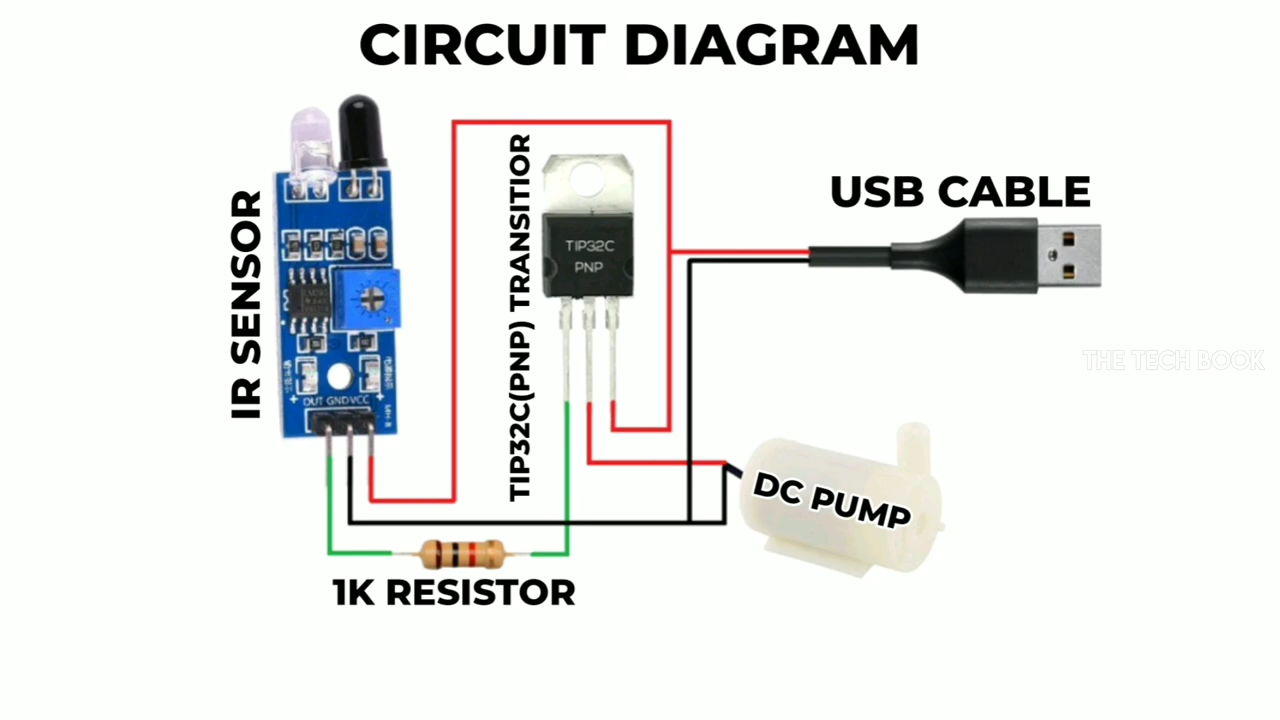 CIRCUIT DIAGRAM
IR SENSOR
OUT GND VCC
TIP32C(PNP) TRANSITIOR
TIP32C
PNP
USB CABLE
THE TECH BOOK
DC PUMP
1K RESISTOR